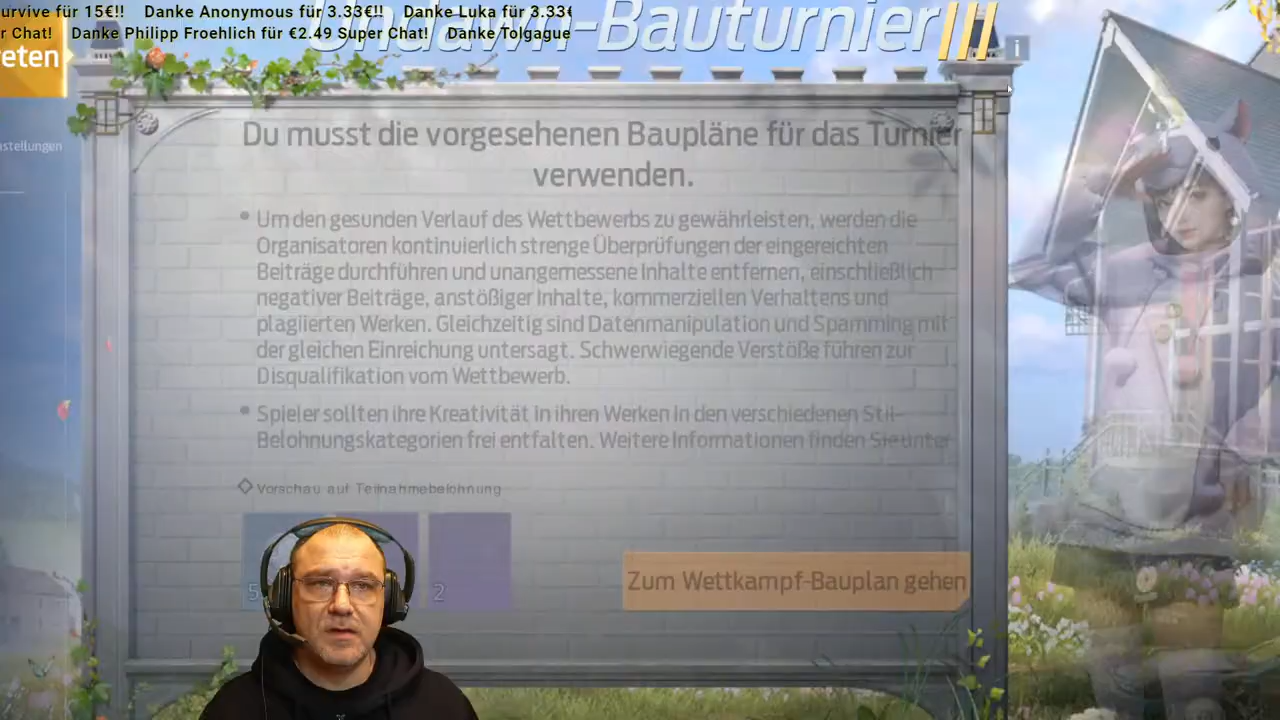 urvive für 15€!! Danke Anonymous für 3.33€!! Danke Luka für 3.33€
r Chat! Danke Philipp Froehlich für €2.49 Super Chat! Danke Tolgague
Undawn-Bauturnier III
i
reten
nstellungen
Du musst die vorgesehenen Baupläne für das Turnier
verwenden.
• Um den gesunden Verlauf des Wettbewerbs zu gewährleisten, werden die
Organisatoren kontinuierlich strenge Überprüfungen der eingereichten
Beiträge durchführen und unangemessene Inhalte entfernen, einschließlich
negativer Beiträge, anstößiger Inhalte, kommerziellen Verhaltens und
plagiierten Werken. Gleichzeitig sind Datenmanipulation und Spamming mit
der gleichen Einreichung untersagt. Schwerwiegende Verstöße führen zur
Disqualifikation vom Wettbewerb.
• Spieler sollten ihre Kreativität in ihren Werken in den verschiedenen Stil-
Belohnungskategorien frei entfalten. Weitere Informationen finden Sie unter
Vorschau auf Teilnahmebelohnung
5
2
Zum Wettkampf-Bauplan gehen